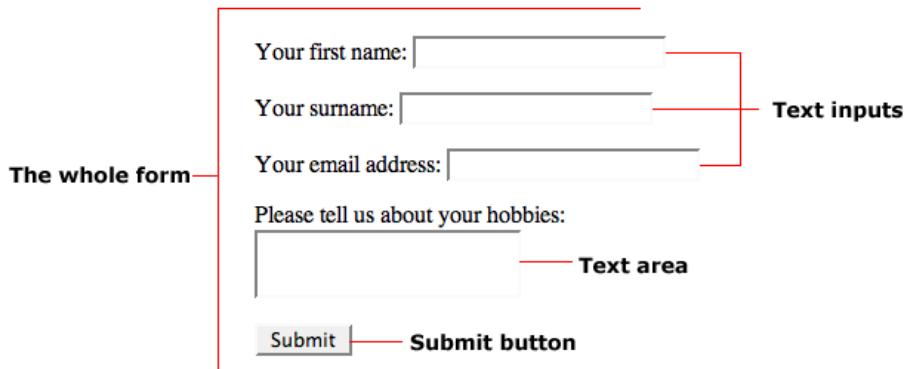 Your first name:
Your surname:
Text inputs
Your email address:
The whole form
Please tell us about your hobbies:
Text area
Submit
Submit button